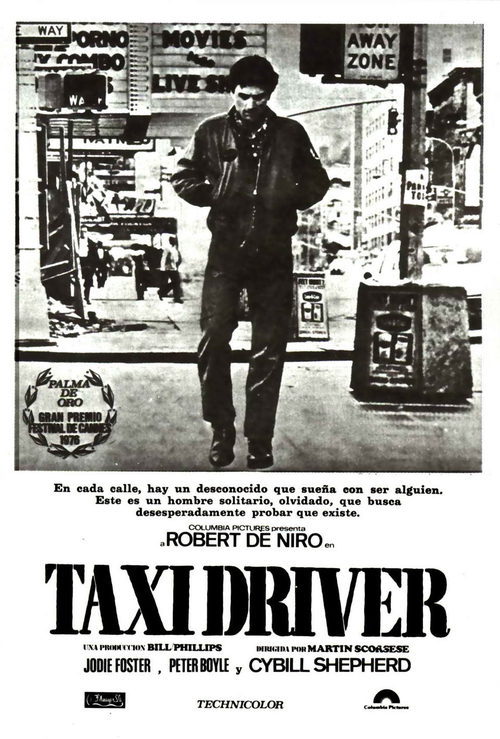 WAY
PORNO
MOVIES
COMBO
LIVE
AWAY
ZONE
PALMA
DE
ORO
GRAN PREMIO
FESTIVAL DE CANNES
1976
En cada calle, hay un desconocido que sueña con ser alguien.
Este es un hombre solitario, olvidado, que busca
desesperadamente probar que existe.
COLUMBIA PICTURES presenta
a ROBERT DE NIRO en
TAXI DRIVER
UNA PRODUCCION BILL/PHILLIPS
DIRIGIDA POR MARTIN SCORSESE
JODIE FOSTER, PETER BOYLE y CYBILL SHEPHERD
TECHNICOLOR
Columbia Pictures